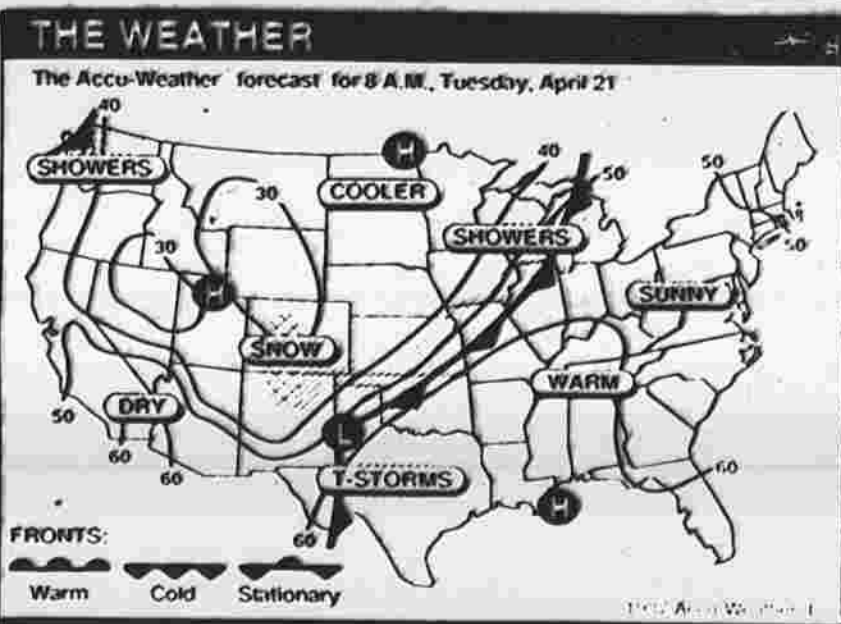 THE WEATHER
The Accu-Weather forecast for 8 A.M., Tuesday, April 21
40
SHOWERS
H
COOLER
40
50
50
30
SHOWERS
50
30
H
SUNNY
SNOW
WARM
DRY
50
L
60
60
T-STORMS
60
H
60
FRONTS:
Warm
Cold
Stationary